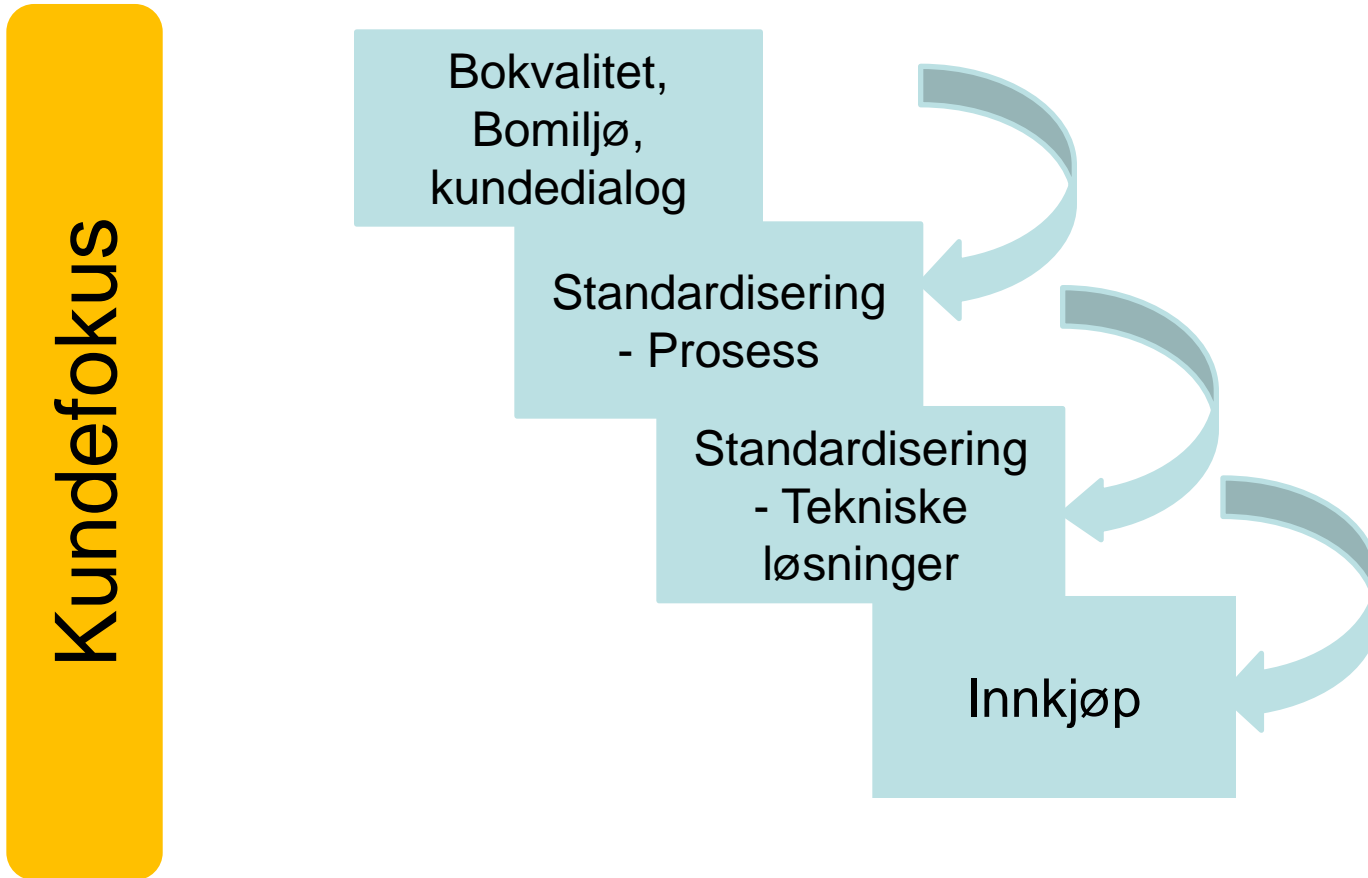 Kundefokus
Bokvalitet,
Bomiljø,
kundedialog
Standardisering
- Prosess
Standardisering
- Tekniske
løsninger
Innkjøp